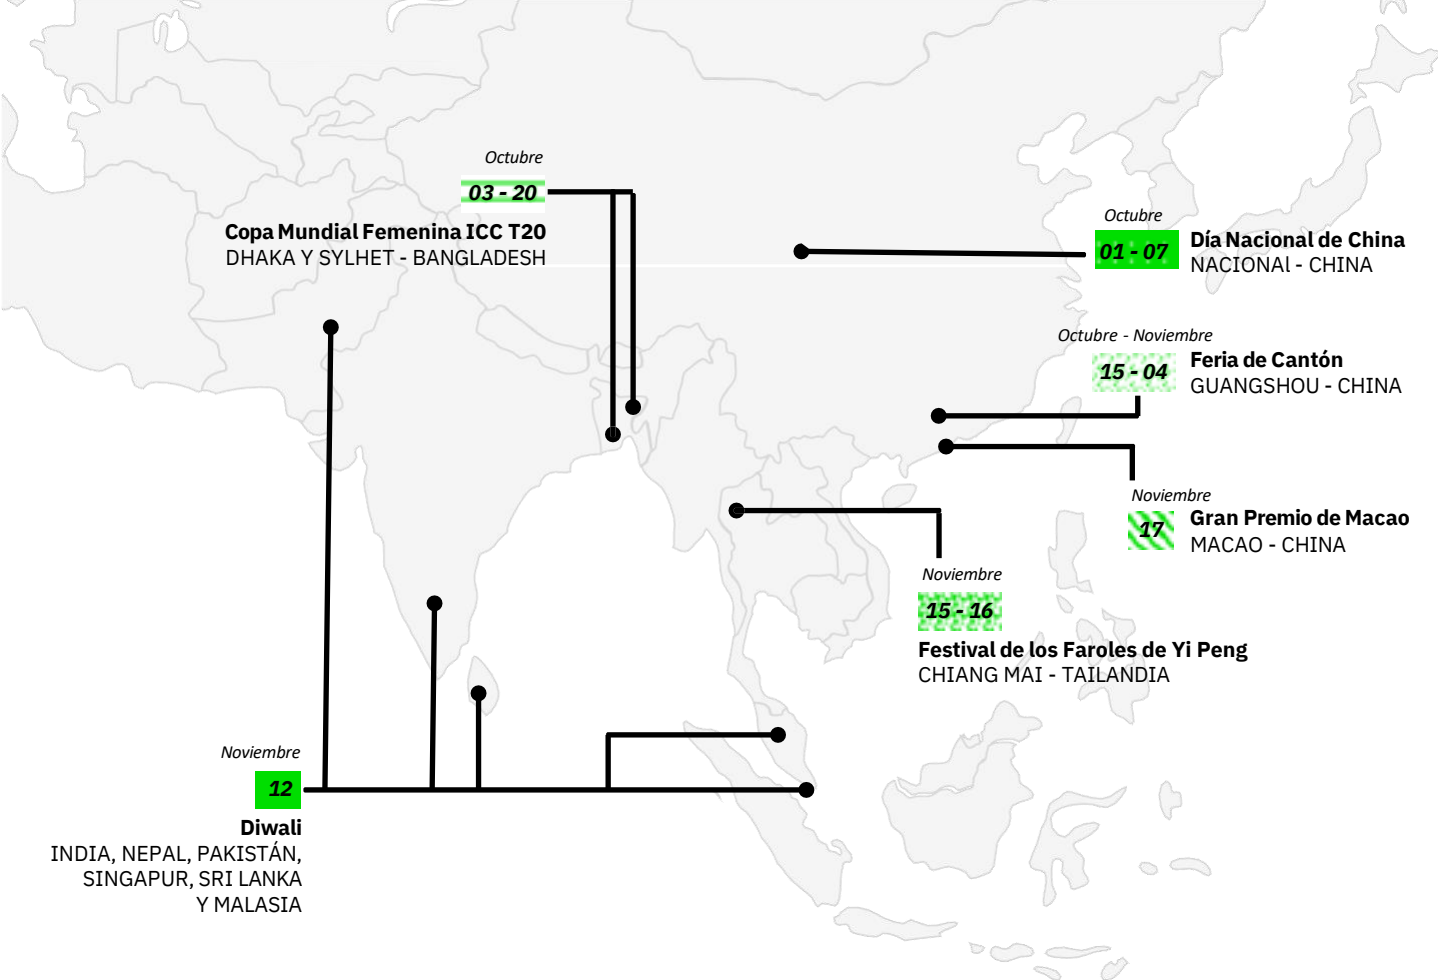 Octubre
03 - 20
Copa Mundial Femenina ICC T20
DHAKA Y SYLHET - BANGLADESH
Octubre
01 - 07
Día Nacional de China
NACIONAl - CHINA
Octubre - Noviembre
15 - 04
Feria de Cantón
GUANGSHOU - CHINA
Noviembre
17
Gran Premio de Macao
MACAO - CHINA
Noviembre
15 - 16
Festival de los Faroles de Yi Peng
CHIANG MAI - TAILANDIA
Noviembre
12
Diwali
INDIA, NEPAL, PAKISTÁN,
SINGAPUR, SRI LANKA
Y MALASIA